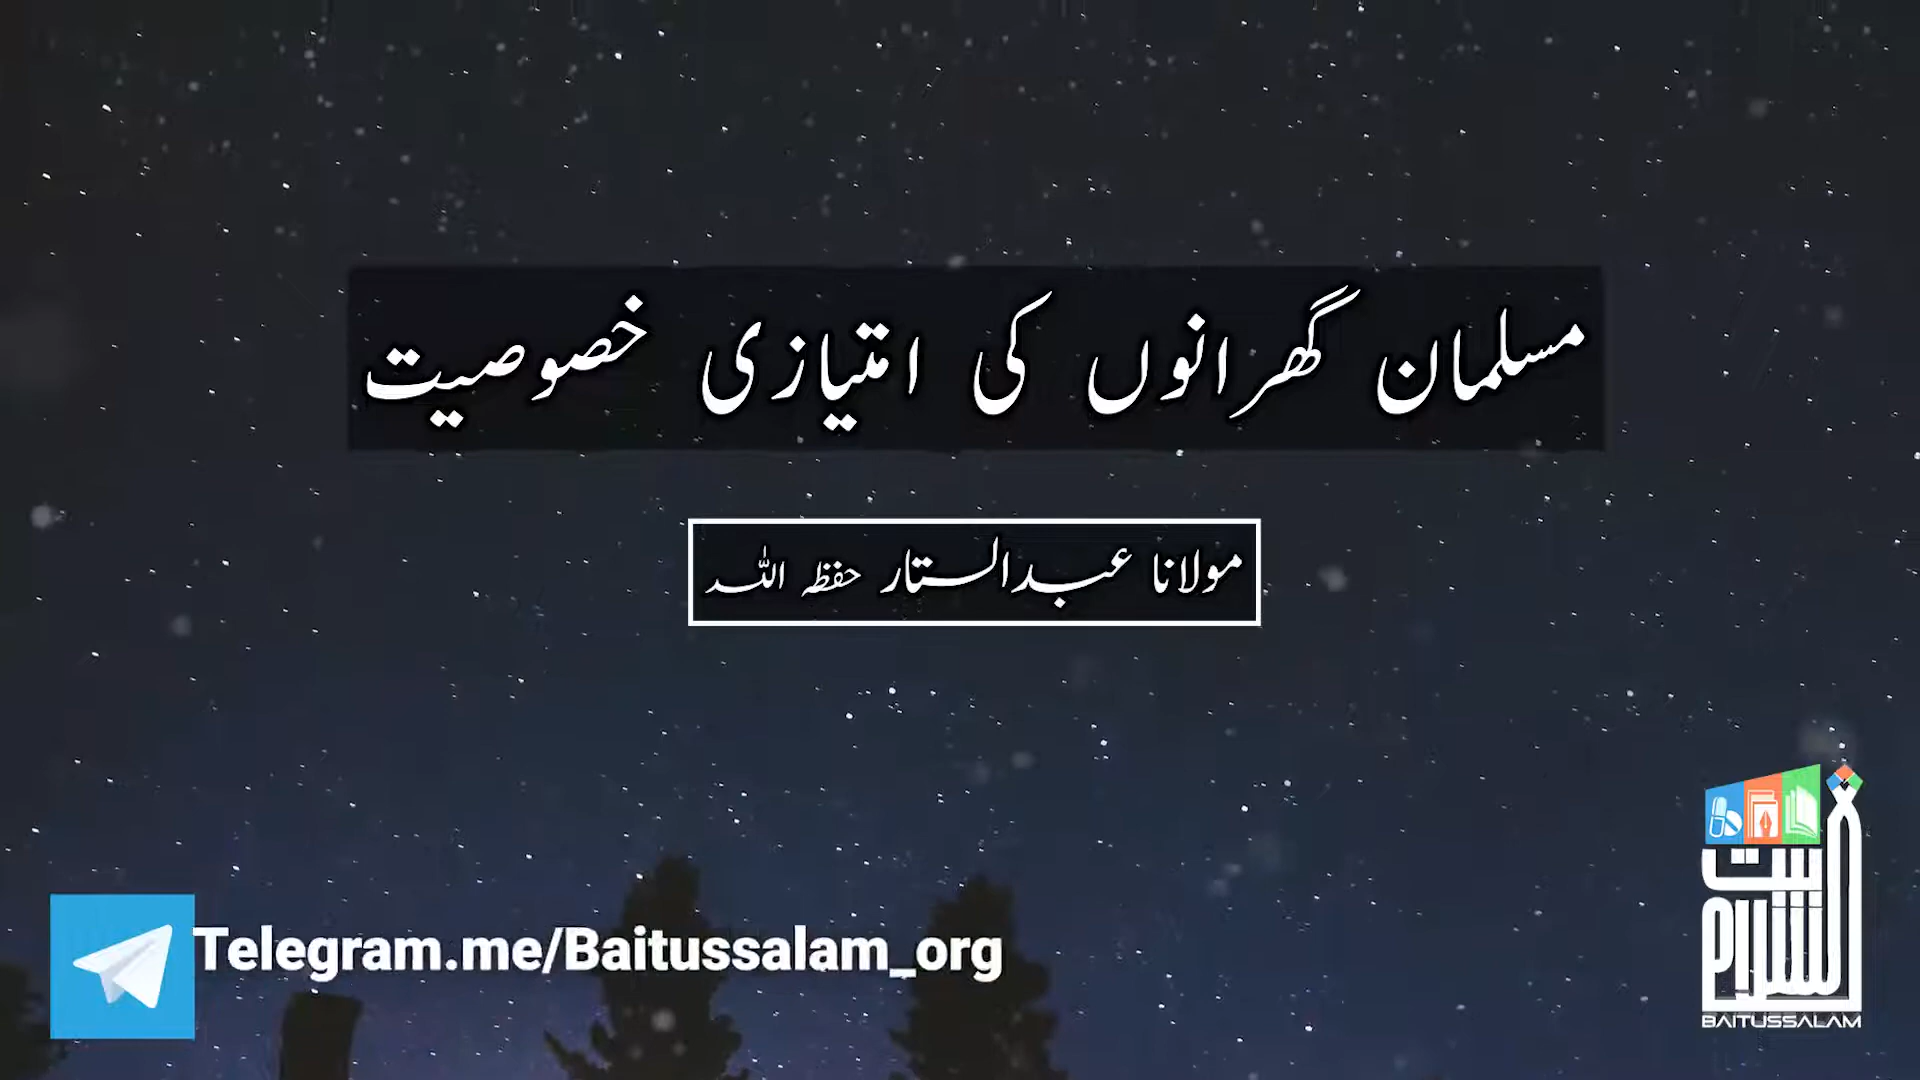 مسلمان گھرانوں کی امتیازی خصوصیت
مولانا عبدالستار حفظہ اللہ
Telegram.me/Baitussalam_org
بیت السلام
BAITUSSALAM